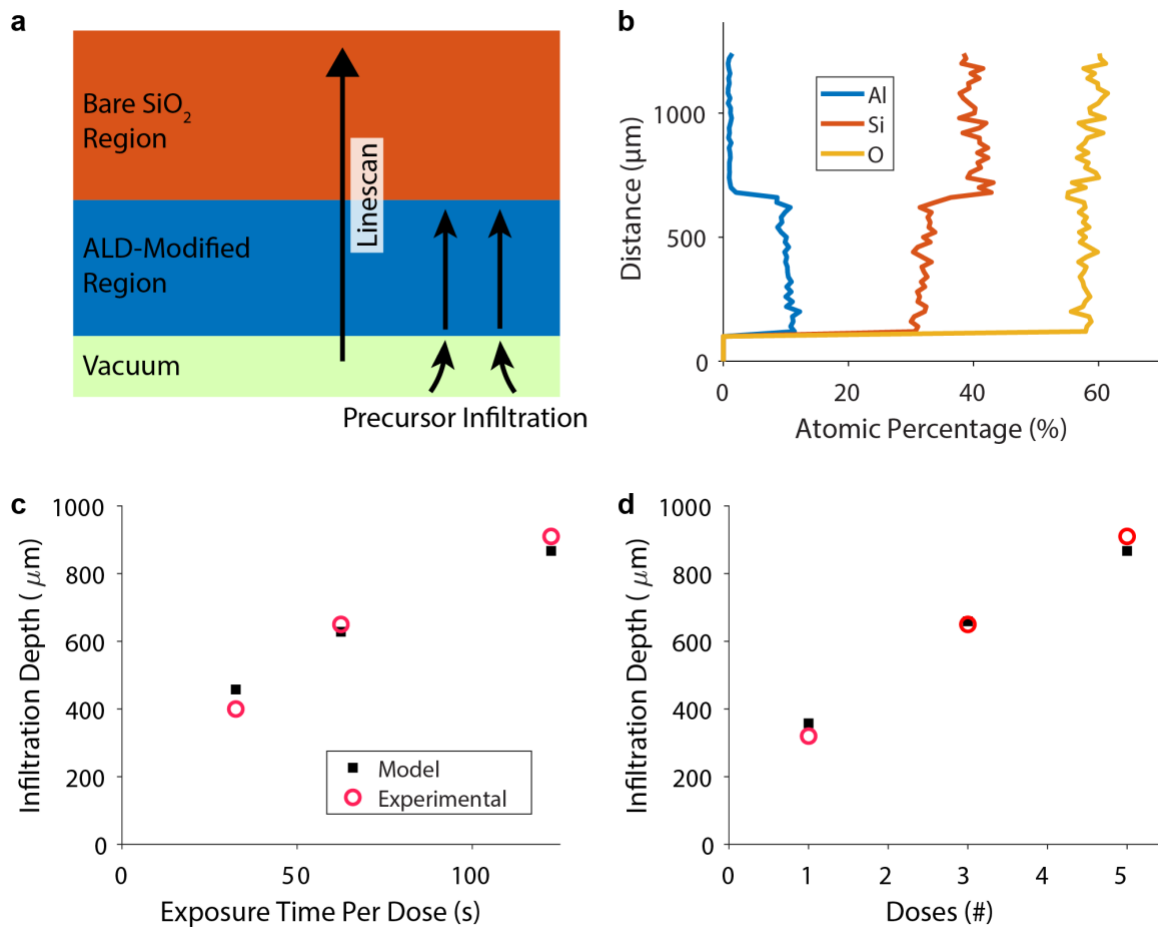 a
Bare SiO₂
Region
Linescan
ALD-Modified
Region
Vacuum
Precursor Infiltration
b
Distance (µm)
1000
500
0
Al
Si
O
0 20 40 60
Atomic Percentage (%)
c
Infiltration Depth ( µm)
1000
800
600
400
200
0
Model
Experimental
0 50 100
Exposure Time Per Dose (s)
d
Infiltration Depth ( µm)
1000
800
600
400
200
0
0 1 2 3 4 5
Doses (#)